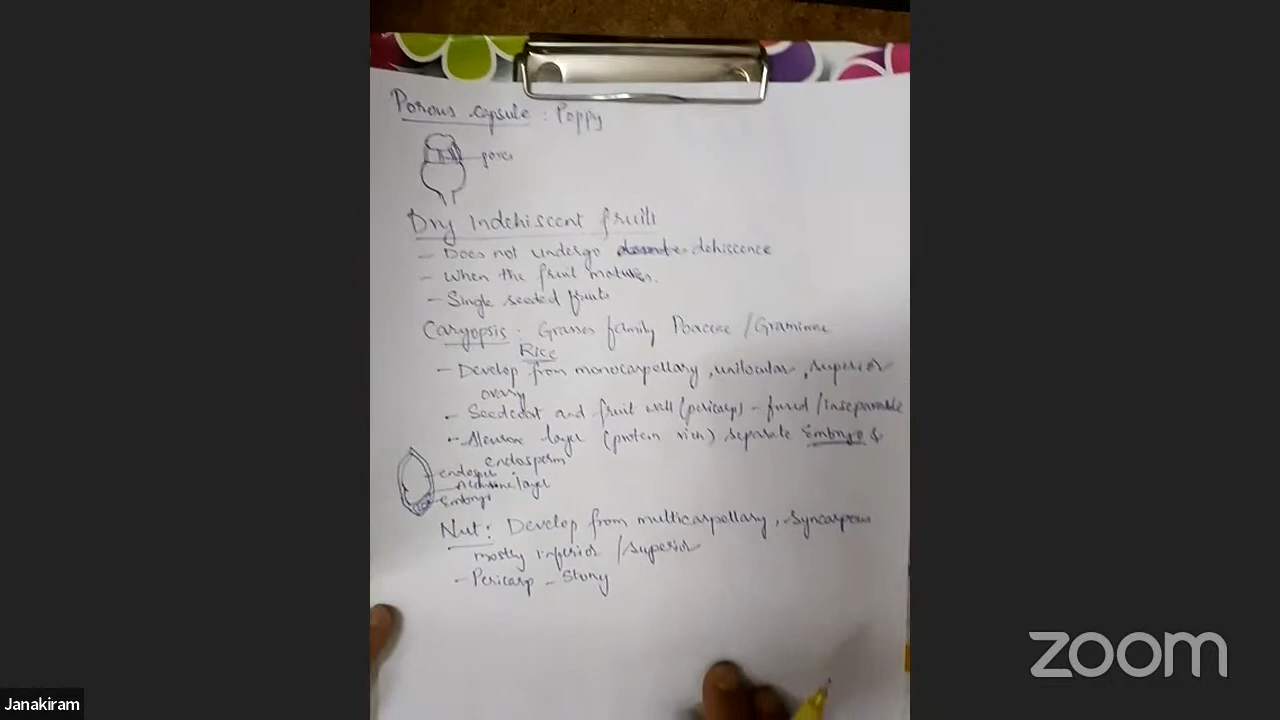 Porous capsule : Poppy
pores
Dry Indehiscent fruits
- Does not undergo dehiscence
- When the fruit matures.
- Single seeded fruits
Caryopsis : Grasses family Poaceae / Graminae
Rice
- Develop from monocarpellary, unilocular, superior
ovary
- Seedcoat and fruit wall (pericarp) - fused / inseparable
- Aleurone layer (protein rich) separate Embryo &
endosperm
endosperm
Aleurone layer
Embryo
Nut : Develop from multicarpellary, syncarpous
mostly inferior / superior
- Pericarp - Stony
zoom
Janakiram